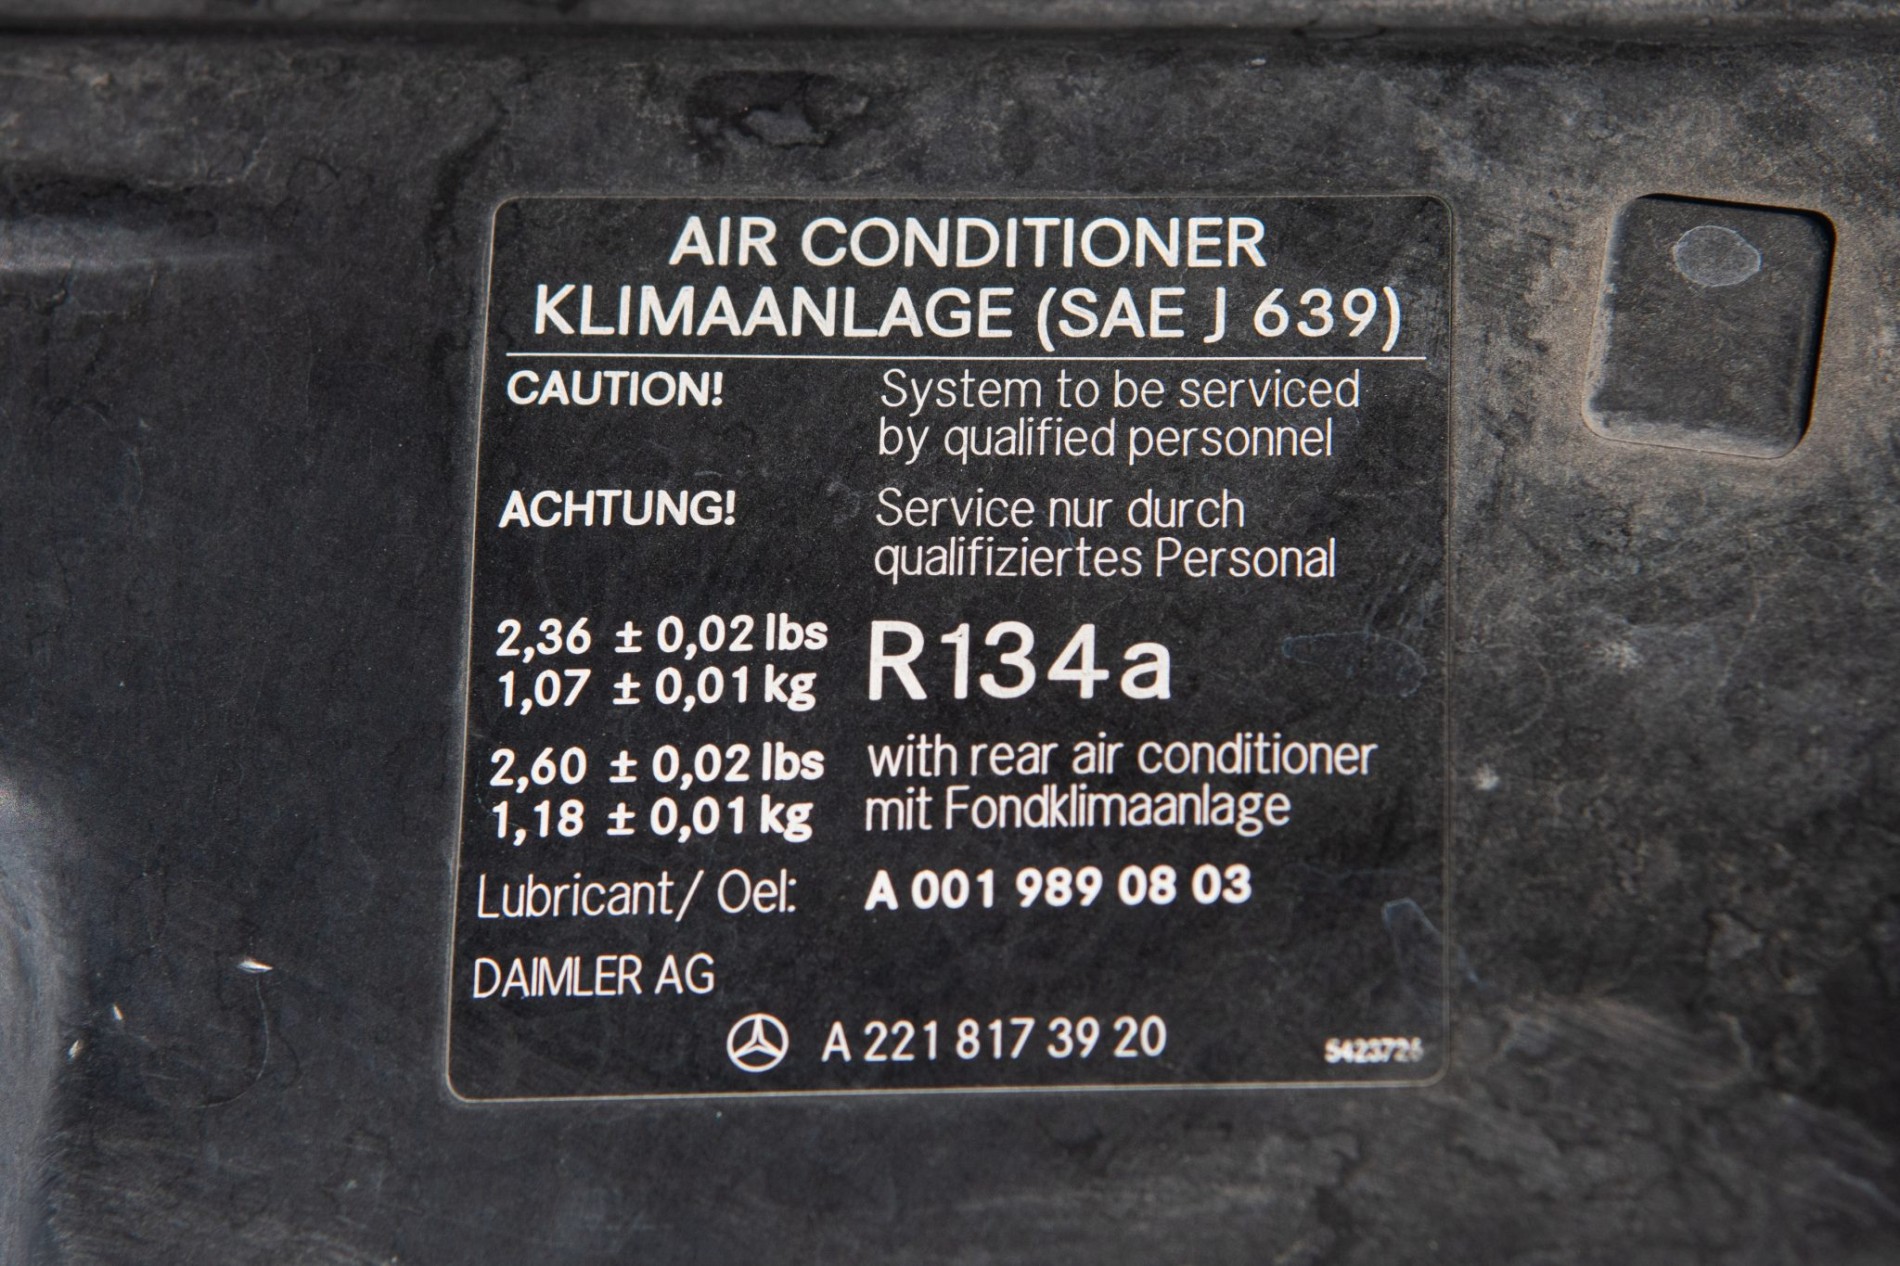 AIR CONDITIONER
KLIMAANLAGE (SAE J 639)
CAUTION! System to be serviced
by qualified personnel
ACHTUNG! Service nur durch
qualifiziertes Personal
2,36 ± 0,02 lbs R134a
1,07 ± 0,01 kg
2,60 ± 0,02 lbs with rear air conditioner
1,18 ± 0,01 kg mit Fondklimaanlage
Lubricant/ Oel: A 001 989 08 03
DAIMLER AG
A 221 817 39 20